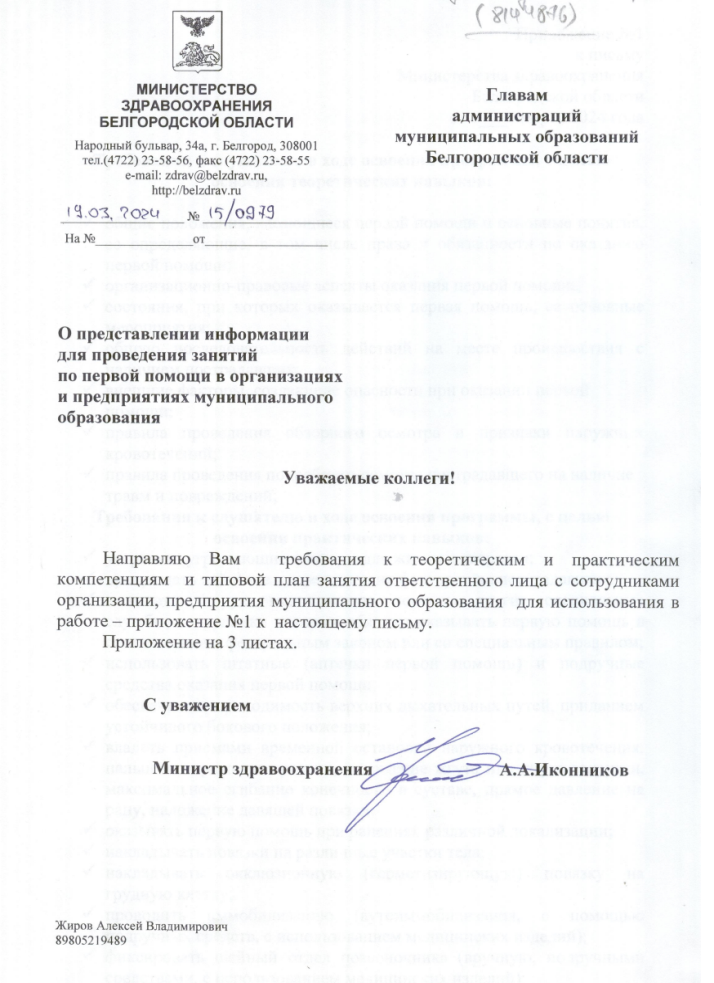 (814-18-16)
МИНИСТЕРСТВО
ЗДРАВООХРАНЕНИЯ
БЕЛГОРОДСКОЙ ОБЛАСТИ
Народный бульвар, 34а, г. Белгород, 308001
тел.(4722) 23-58-56, факс (4722) 23-58-55
e-mail: zdrav@belzdrav.ru,
http://belzdrav.ru
19.03.2024 № 15/0979
На №____________от__________________
Главам
администраций
муниципальных образований
Белгородской области
О представлении информации
для проведения занятий
по первой помощи в организациях
и предприятиях муниципального
образования
Уважаемые коллеги!
Направляю Вам требования к теоретическим и практическим
компетенциям и типовой план занятия ответственного лица с сотрудниками
организации, предприятия муниципального образования для использования в
работе – приложение №1 к настоящему письму.
Приложение на 3 листах.
С уважением
Министр здравоохранения А.А.Иконников
Жиров Алексей Владимирович
89805219489